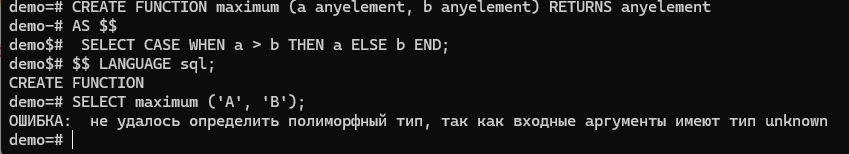 demo=# CREATE FUNCTION maximum (a anyelement, b anyelement) RETURNS anyelement
demo-# AS $$
demo$#  SELECT CASE WHEN a > b THEN a ELSE b END;
demo$# $$ LANGUAGE sql;
CREATE FUNCTION
demo=# SELECT maximum ('A', 'B');
ОШИБКА:  не удалось определить полиморфный тип, так как входные аргументы имеют тип unknown
demo=#